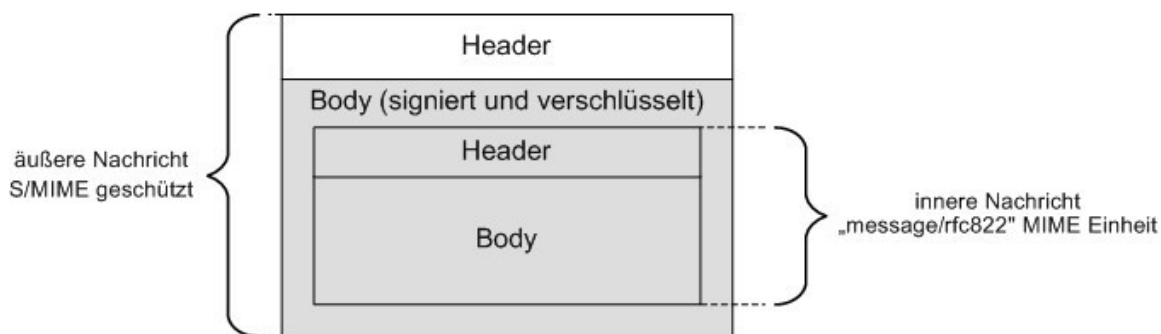 Header
Body (signiert und verschlüsselt)
Header
Body
äußere Nachricht
S/MIME geschützt
innere Nachricht
„message/rfc822" MIME Einheit